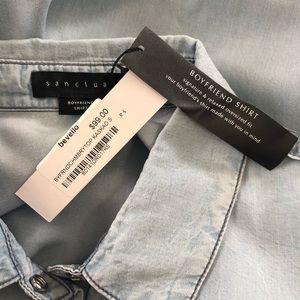 sanctua
BOYFRIEND
SHIRT
BOYFRIEND SHIRT
signature & relaxed oversized fit
your boyfriend's shirt made with you in mind
bevello
$99.00
P S